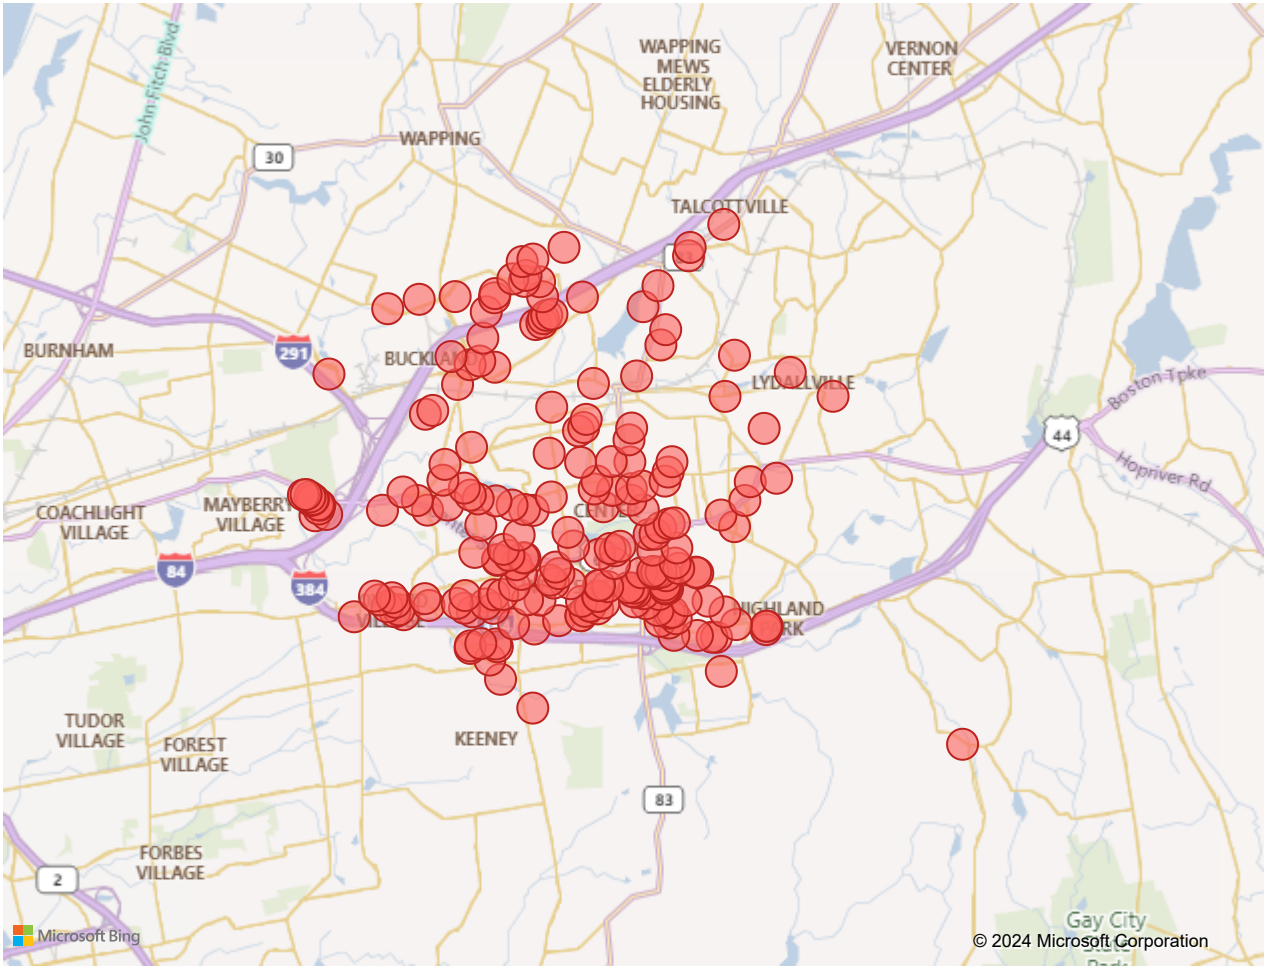 John Fitch Blvd
WAPPING
MEWS
ELDERLY
HOUSING
VERNON
CENTER
WAPPING
30
TALCOTTVILLE
291
BURNHAM
LYDALLVILLE
Boston Tpke
44
Hopriver Rd
MAYBERRY
VILLAGE
COACHLIGHT
VILLAGE
84
384
HIGHLAND
TUDOR
VILLAGE
FOREST
VILLAGE
KEENEY
83
FORBES
VILLAGE
2
Gay City
State
Park
Microsoft Bing
© 2024 Microsoft Corporation